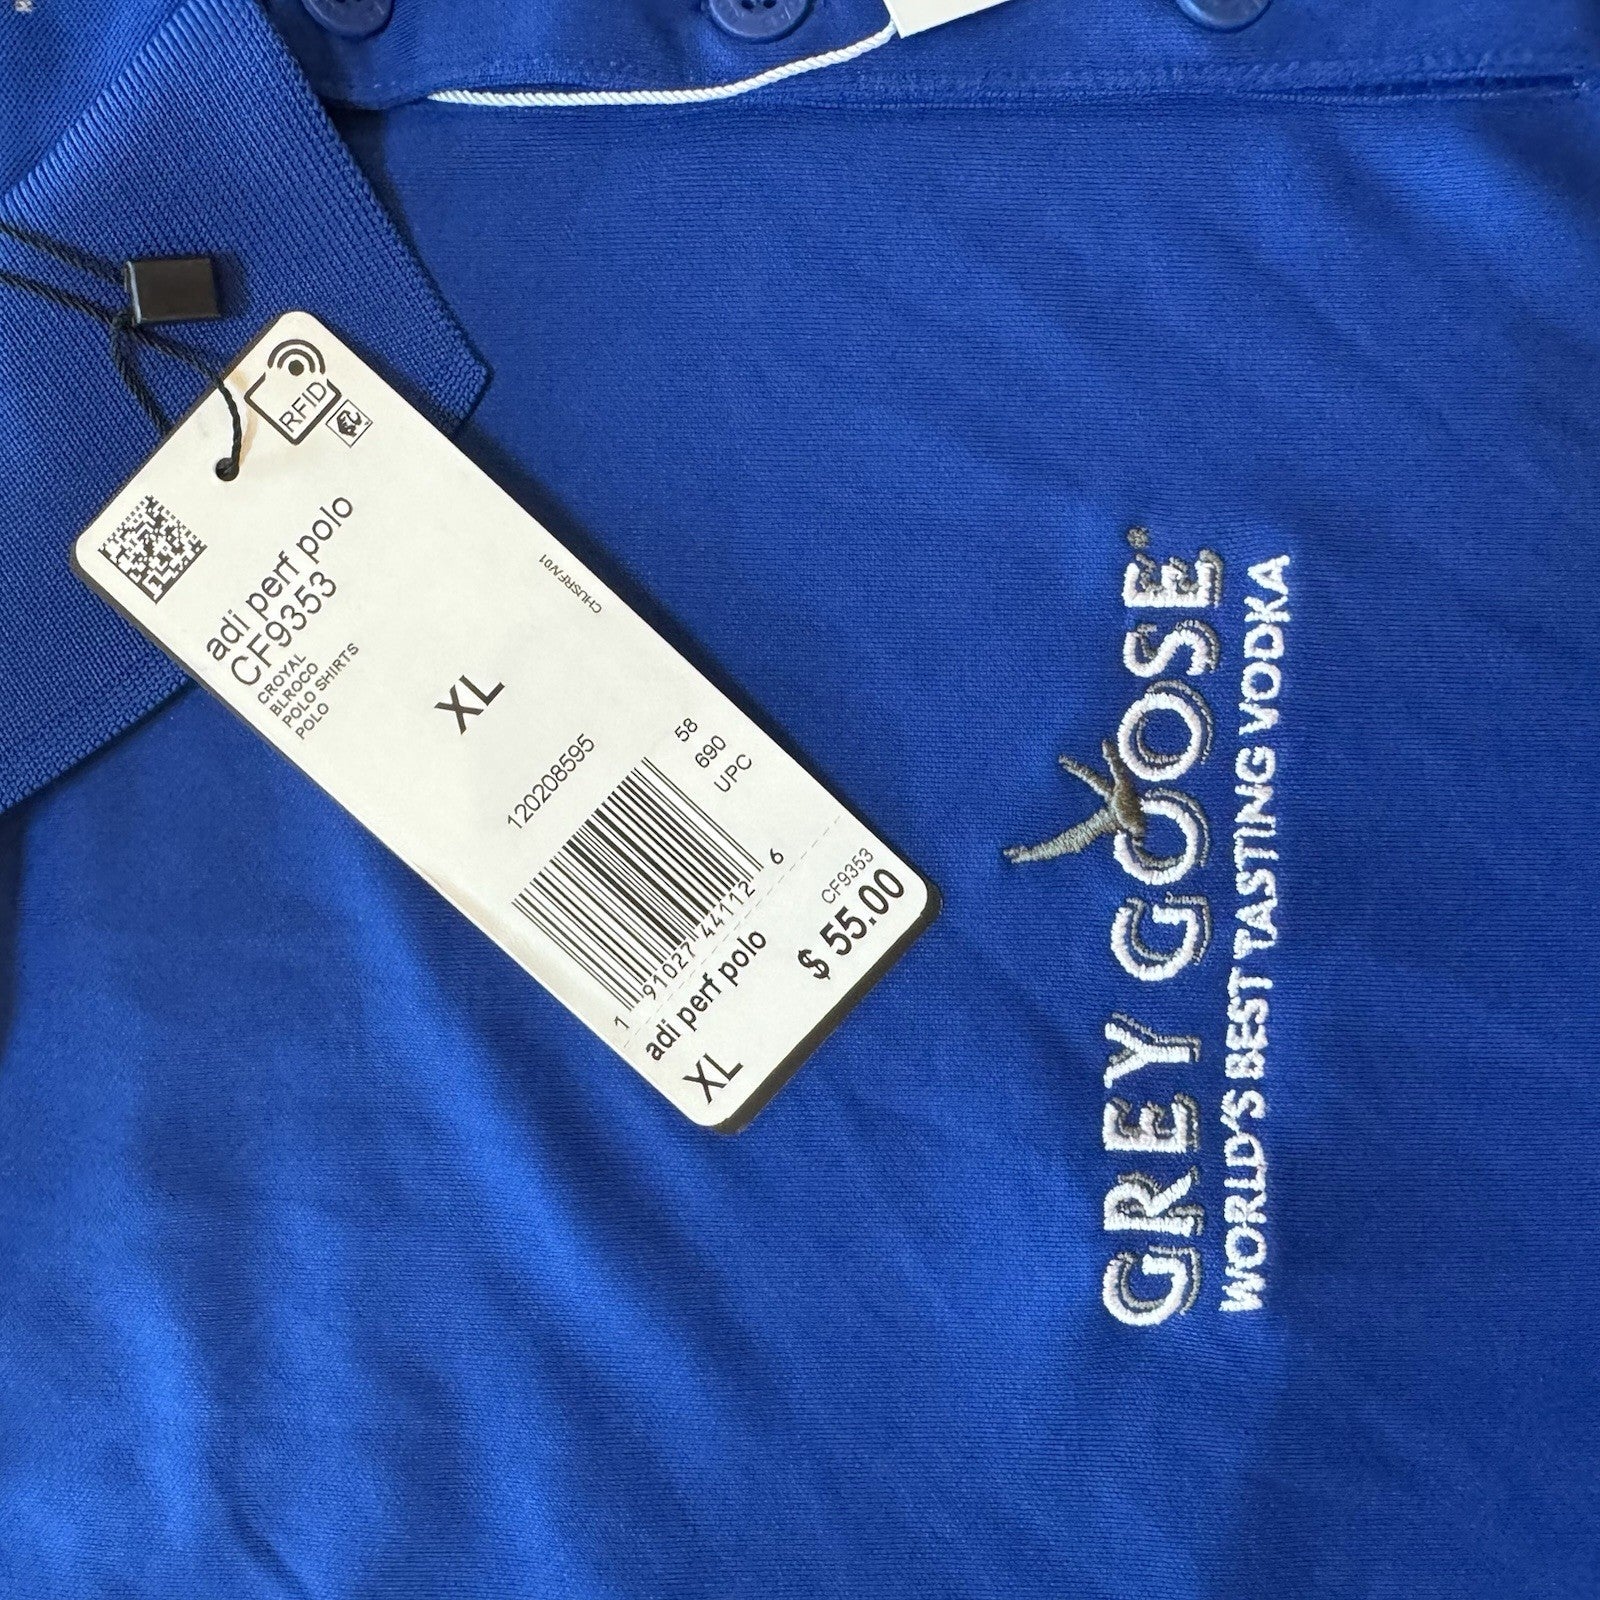 RFID
adi perf polo
CF9353
CROYAL
BLROCO
POLO SHIRTS
POLO
CHUSRF/V01
XL
120208595
58
690
UPC
1 91027 44112 6
adi perf polo
CF9353
XL
$ 55.00
GREY GOOSE®
WORLD'S BEST TASTING VODKA